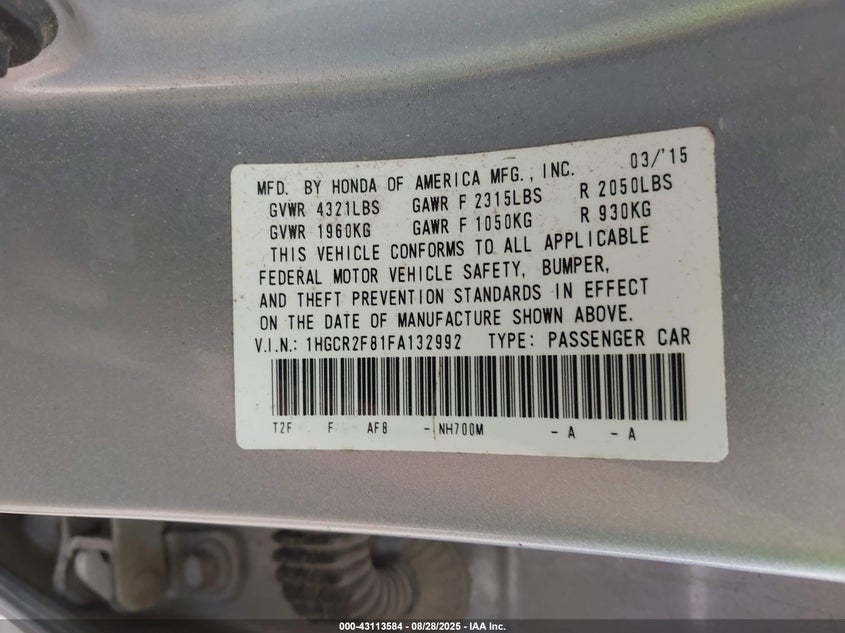 MFD. BY HONDA OF AMERICA MFG., INC. 03/'15
GVWR 4321LBS GAWR F 2315LBS R 2050LBS
GVWR 1960KG GAWR F 1050KG R 930KG
THIS VEHICLE CONFORMS TO ALL APPLICABLE
FEDERAL MOTOR VEHICLE SAFETY, BUMPER,
AND THEFT PREVENTION STANDARDS IN EFFECT
ON THE DATE OF MANUFACTURE SHOWN ABOVE.
V.I.N.: 1HGCR2F81FA132992 TYPE: PASSENGER CAR
T2F F AF8 - NH700M - A - A
000-43113584 | 08/28/2025 - IAA Inc.